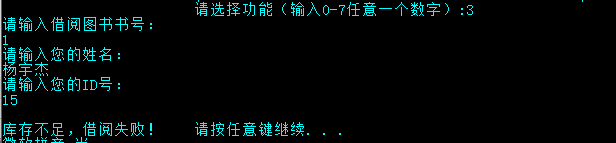 请选择功能（输入0-7任意一个数字）:3
请输入借阅图书书号：
1
请输入您的姓名：
杨宇杰
请输入您的ID号：
15
库存不足，借阅失败！ 请按任意键继续. . .